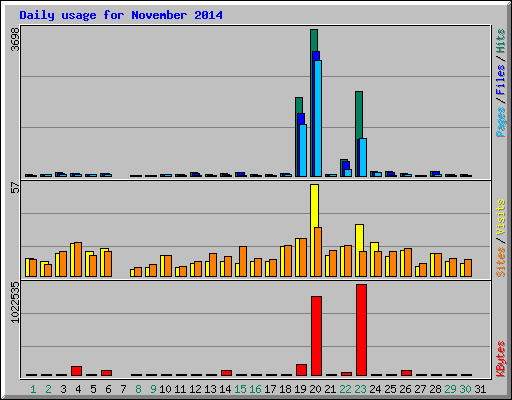 Daily usage for November 2014
3698
Pages / Files / Hits
57
Sites / Visits
1022535
KBytes
1 2 3 4 5 6 7 8 9 10 11 12 13 14 15 16 17 18 19 20 21 22 23 24 25 26 27 28 29 30 31